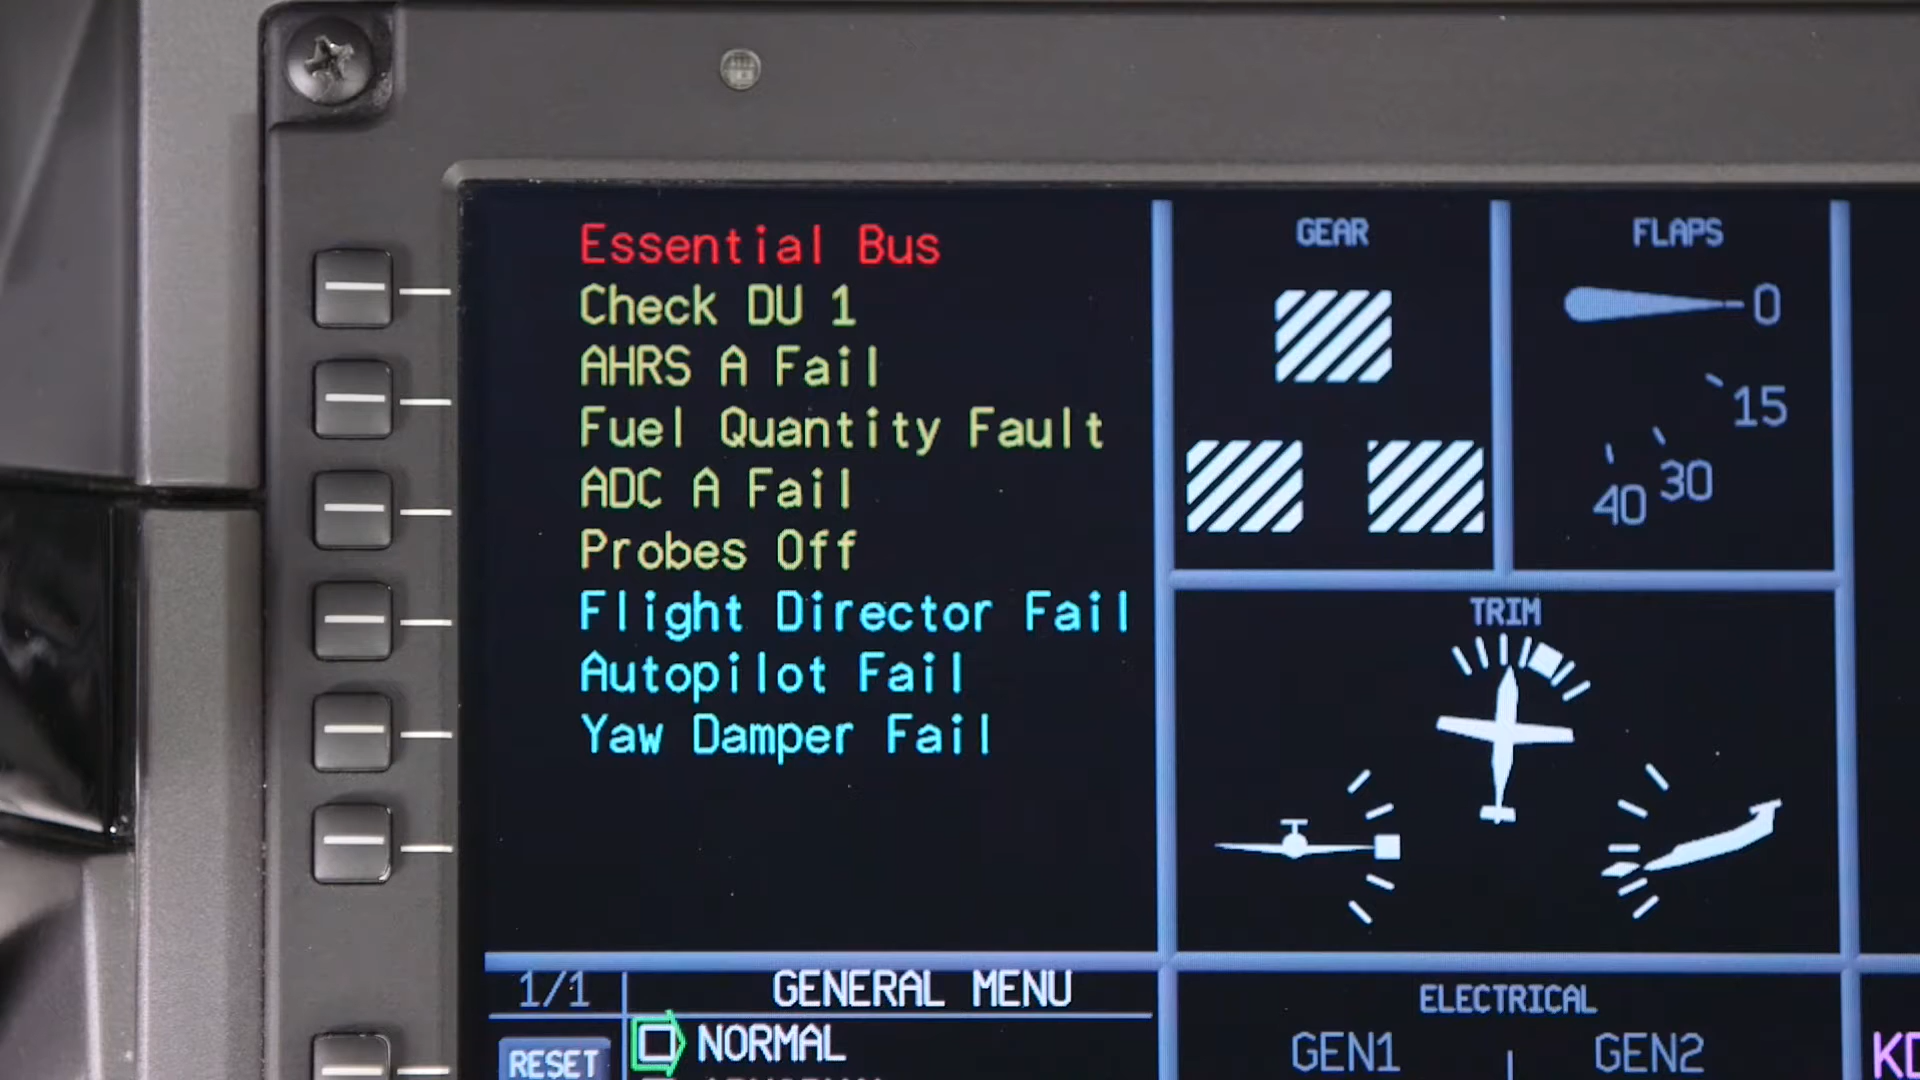 Essential Bus
Check DU 1
AHRS A Fail
Fuel Quantity Fault
ADC A Fail
Probes Off
Flight Director Fail
Autopilot Fail
Yaw Damper Fail
GEAR
FLAPS
0
15
30
40
TRIM
1/1
GENERAL MENU
RESET
NORMAL
ELECTRICAL
GEN1
GEN2